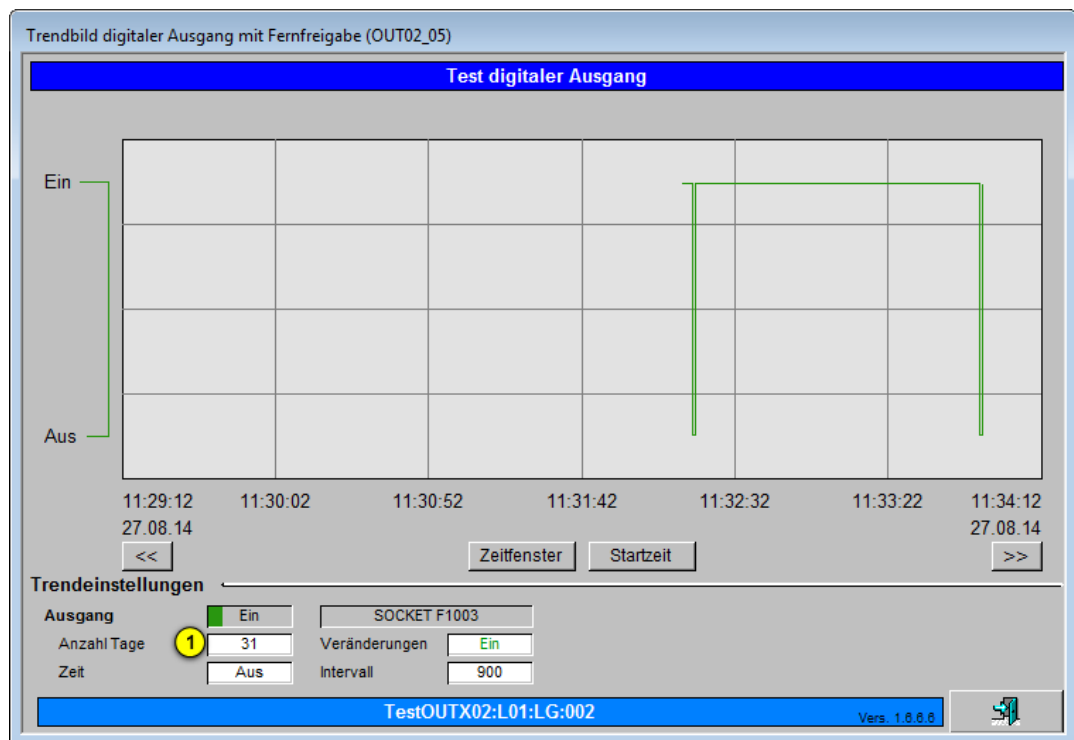 Trendbild digitaler Ausgang mit Fernfreigabe (OUT02_05)
Test digitaler Ausgang
Ein
Aus
11:29:12 11:30:02 11:30:52 11:31:42 11:32:32 11:33:22 11:34:12
27.08.14 27.08.14
<< Zeitfenster Startzeit >>
Trendeinstellungen
Ausgang Ein SOCKET F1003
Anzahl Tage 1 31 Veränderungen Ein
Zeit Aus Intervall 900
TestOUTX02:L01:LG:002 Vers. 1.6.6.6